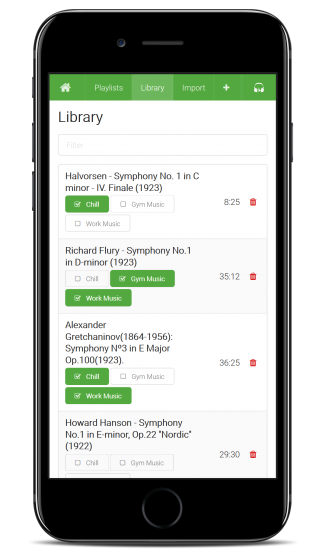 Playlists Library Import
Library
Filter
Halvorsen - Symphony No. 1 in C
minor - IV. Finale (1923)
8:25
Chill Gym Music
Work Music
Richard Flury - Symphony No.1
in D-minor (1923)
35:12
Chill Gym Music
Work Music
Alexander
Gretchaninov(1864-1956):
Symphony Nº3 in E Major
Op.100(1923).
36:25
Chill Gym Music
Work Music
Howard Hanson - Symphony
No.1 in E-minor, Op.22 "Nordic"
(1922)
29:30
Chill Gym Music